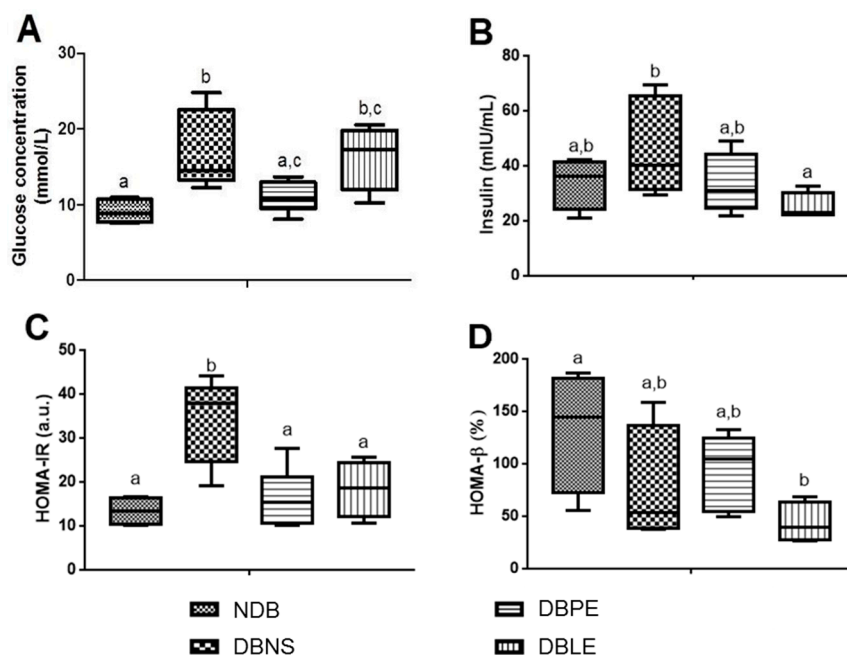 A
Glucose concentration
(mmol/L)
30
20
10
0
a
b
a,c
b,c
B
Insulin (mIU/mL)
80
60
40
20
0
a,b
b
a,b
a
C
HOMA-IR (a.u.)
50
40
30
20
10
0
a
b
a
a
D
HOMA-β (%)
200
150
100
50
0
a
a,b
a,b
b
NDB
DBNS
DBPE
DBLE